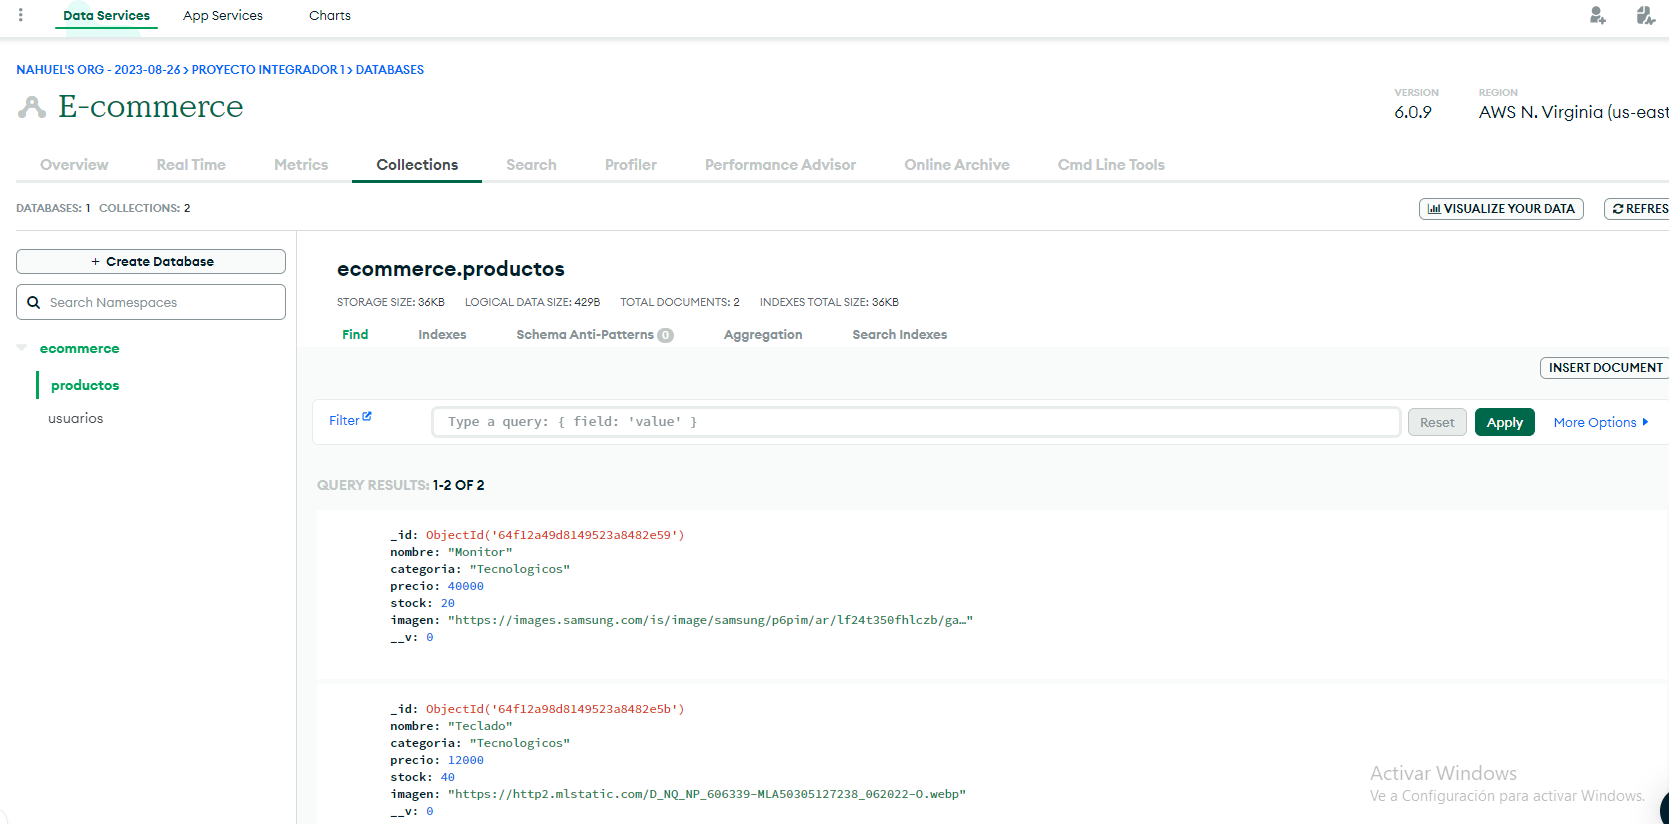 Data Services App Services Charts
NAHUEL'S ORG - 2023-08-26 > PROYECTO INTEGRADOR 1 > DATABASES
E-commerce
VERSION REGION
6.0.9 AWS N. Virginia (us-east
Overview Real Time Metrics Collections Search Profiler Performance Advisor Online Archive Cmd Line Tools
DATABASES: 1 COLLECTIONS: 2
VISUALIZE YOUR DATA REFRES
+ Create Database
Search Namespaces
ecommerce
productos
usuarios
ecommerce.productos
STORAGE SIZE: 36KB LOGICAL DATA SIZE: 429B TOTAL DOCUMENTS: 2 INDEXES TOTAL SIZE: 36KB
Find Indexes Schema Anti-Patterns 0 Aggregation Search Indexes
INSERT DOCUMENT
Filter Type a query: { field: 'value' } Reset Apply More Options
QUERY RESULTS: 1-2 OF 2
_id: ObjectId('64f12a49d8149523a8482e59')
nombre: "Monitor"
categoria: "Tecnologicos"
precio: 40000
stock: 20
imagen: "https://images.samsung.com/is/image/samsung/p6pim/ar/lf24t350fhlczb/ga…"
__v: 0
_id: ObjectId('64f12a98d8149523a8482e5b')
nombre: "Teclado"
categoria: "Tecnologicos"
precio: 12000
stock: 40
imagen: "https://http2.mlstatic.com/D_NQ_NP_606339-MLA50305127238_062022-O.webp"
__v: 0
Activar Windows
Ve a Configuración para activar Windows.